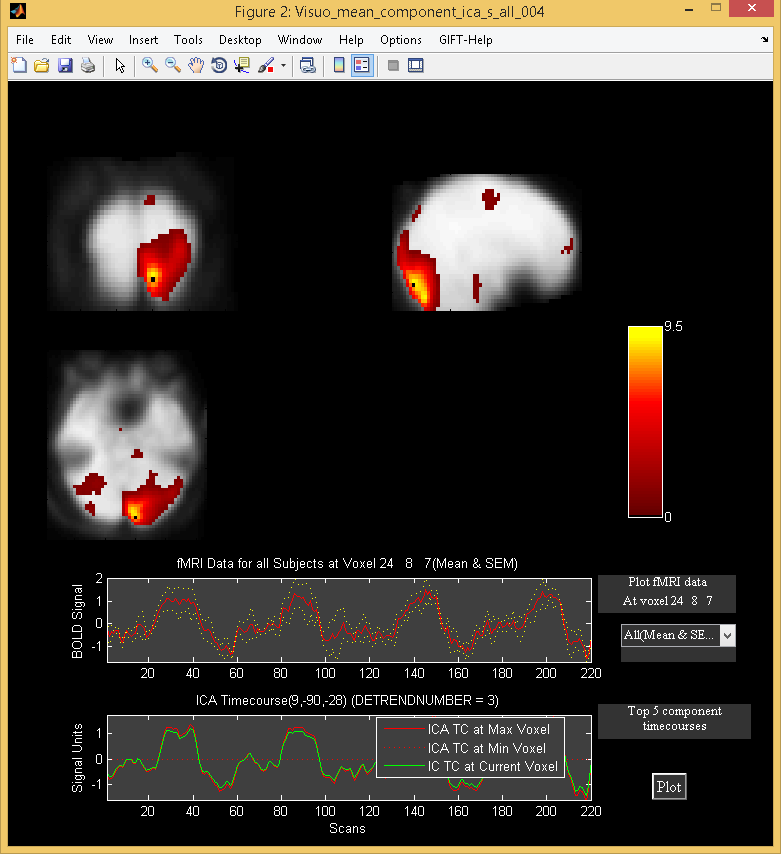 Figure 2: Visuo_mean_component_ica_s_all_004
File Edit View Insert Tools Desktop Window Help Options GIFT-Help
9.5
0
fMRI Data for all Subjects at Voxel 24 8 7(Mean & SEM)
BOLD Signal
2
1
0
-1
20 40 60 80 100 120 140 160 180 200 220
Plot fMRI data
At voxel 24 8 7
All(Mean & SE...
ICA Timecourse(9,-90,-28) (DETRENDNUMBER = 3)
Signal Units
1
0
-1
ICA TC at Max Voxel
ICA TC at Min Voxel
IC TC at Current Voxel
20 40 60 80 100 120 140 160 180 200 220
Scans
Top 5 component
timecourses
Plot